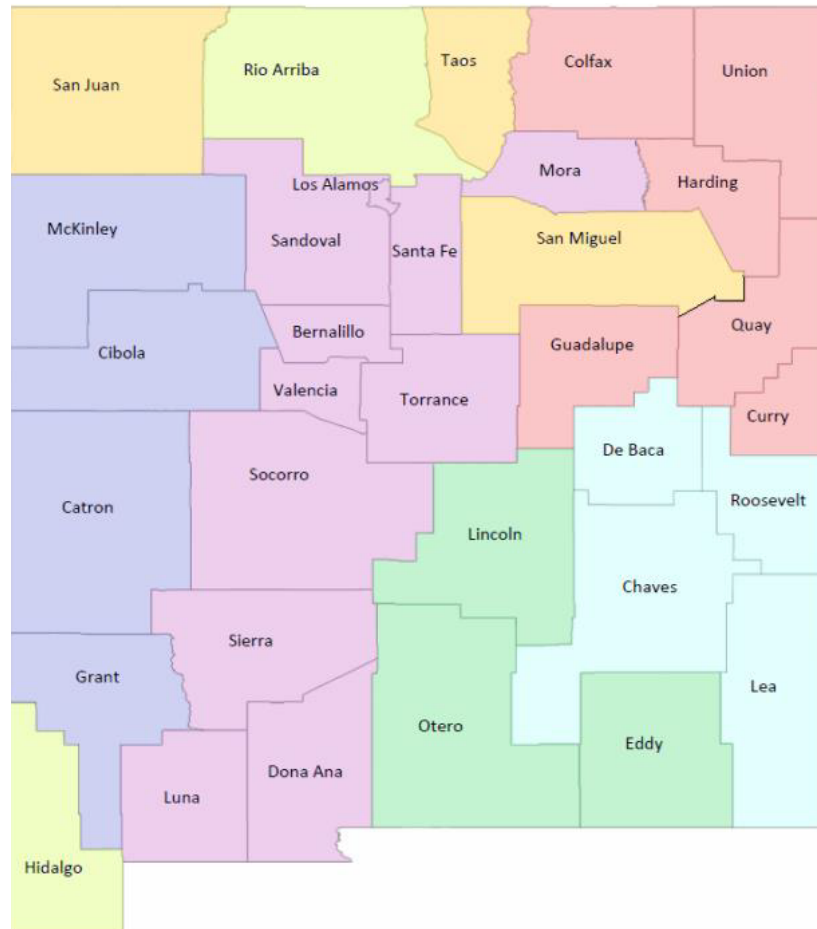 Taos
Colfax
Rio Arriba
Union
San Juan
Mora
Los Alamos
Harding
McKinley
Sandoval
San Miguel
Santa Fe
Bernalillo
Quay
Guadalupe
Cibola
Valencia
Torrance
Curry
De Baca
Socorro
Roosevelt
Catron
Lincoln
Chaves
Sierra
Grant
Lea
Otero
Eddy
Dona Ana
Luna
Hidalgo